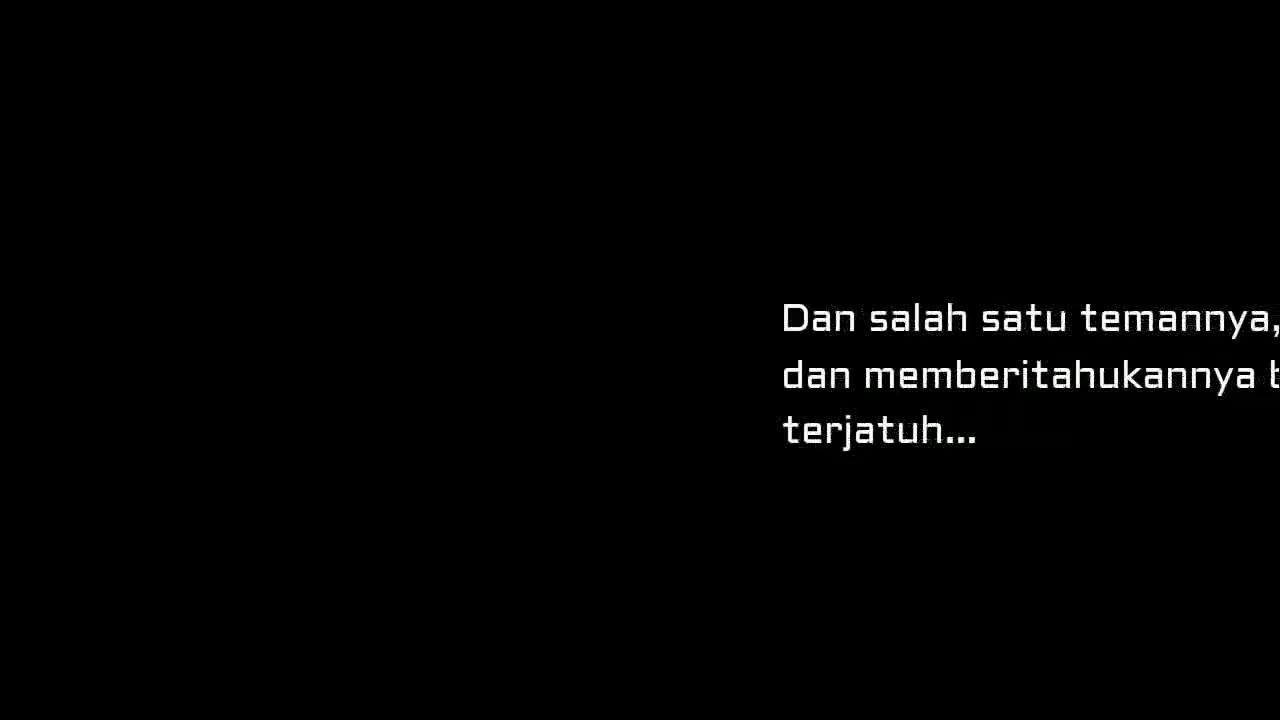 Dan salah satu temannya,
dan memberitahukannya
terjatuh...